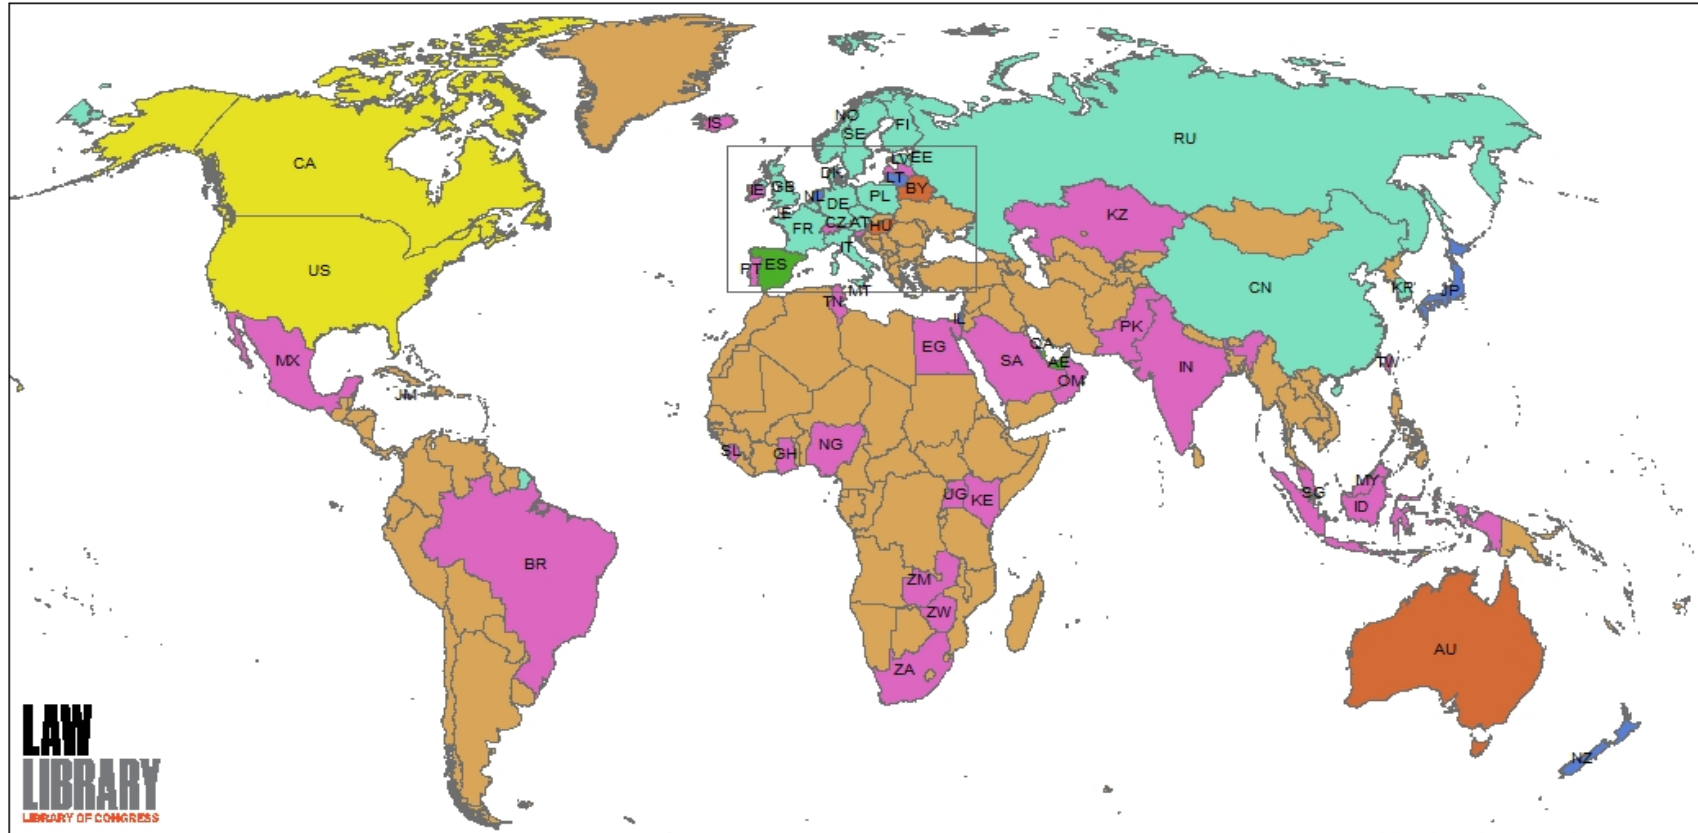 IS
NO
SE
FI
RU
CA
LV
EE
DK
LT
IE
GB
NL
BY
DE
PL
IE
CZ
AT
HU
FR
KZ
IT
US
PT
ES
CN
KR
JP
MT
TN
IL
PK
QA
EG
SA
AE
IN
TW
MX
OM
JM
SL
GH
NG
MY
SG
UG
KE
ID
BR
ZM
ZW
AU
ZA
NZ
LAW
LIBRARY
LIBRARY OF CONGRESS